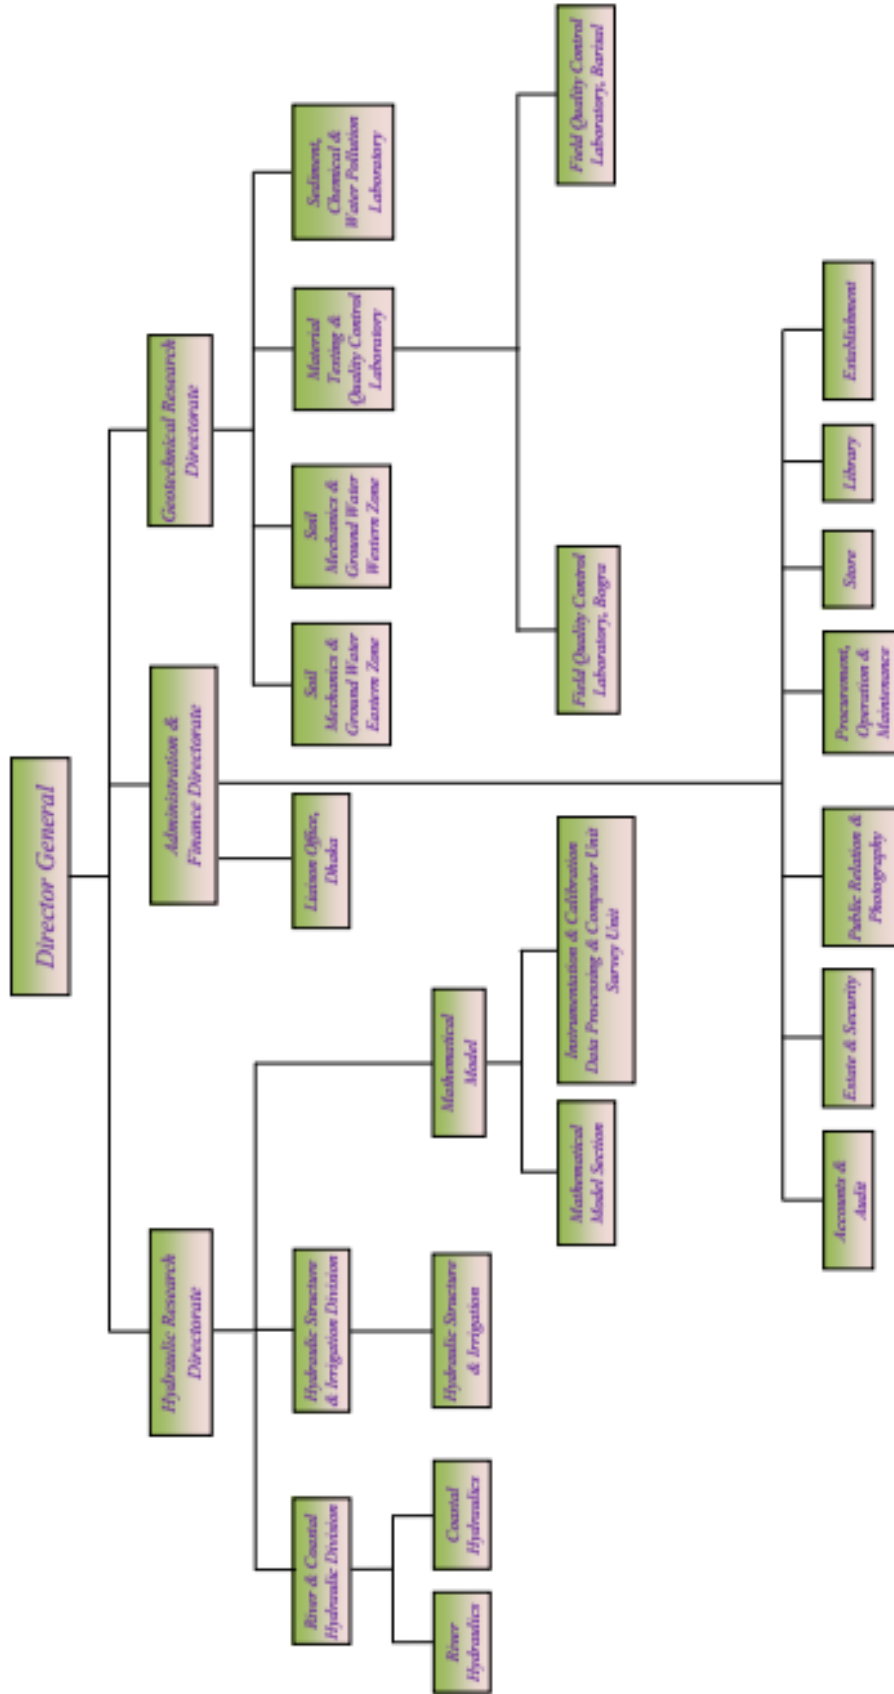 Director General
Hydraulic Research
Directorate
Administration &
Finance Directorate
Geotechnical Research
Directorate
River & Coastal
Hydraulic Division
Hydraulic Structure
& Irrigation Division
Liaison Office,
Dhaka
Soil
Mechanics &
Ground Water
Eastern Zone
Soil
Mechanics &
Ground Water
Western Zone
Material
Testing &
Quality Control
Laboratory
Sediment,
Chemical &
Water Pollution
Laboratory
River
Hydraulics
Coastal
Hydraulics
Hydraulic Structure
& Irrigation
Mathematical
Model
Mathematical
Model Section
Instrumentation & Calibration
Data Processing & Computer Unit
Survey Unit
Field Quality Control
Laboratory, Bogra
Field Quality Control
Laboratory, Barisal
Accounts &
Audit
Estate & Security
Public Relation &
Photography
Procurement,
Operation &
Maintenance
Store
Library
Establishment